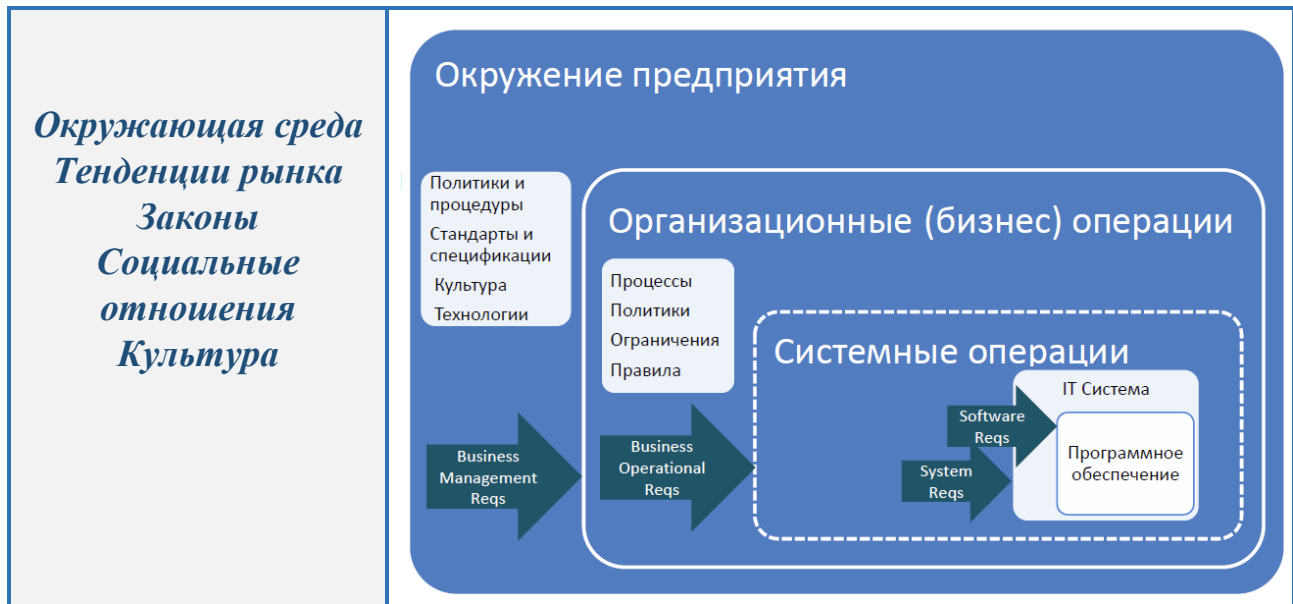 Окружающая среда
Тенденции рынка
Законы
Социальные
отношения
Культура
Окружение предприятия
Политики и
процедуры
Стандарты и
спецификации
Культура
Технологии
Business
Management
Reqs
Организационные (бизнес) операции
Процессы
Политики
Ограничения
Правила
Business
Operational
Reqs
Системные операции
IT Система
Software
Reqs
System
Reqs
Программное
обеспечение